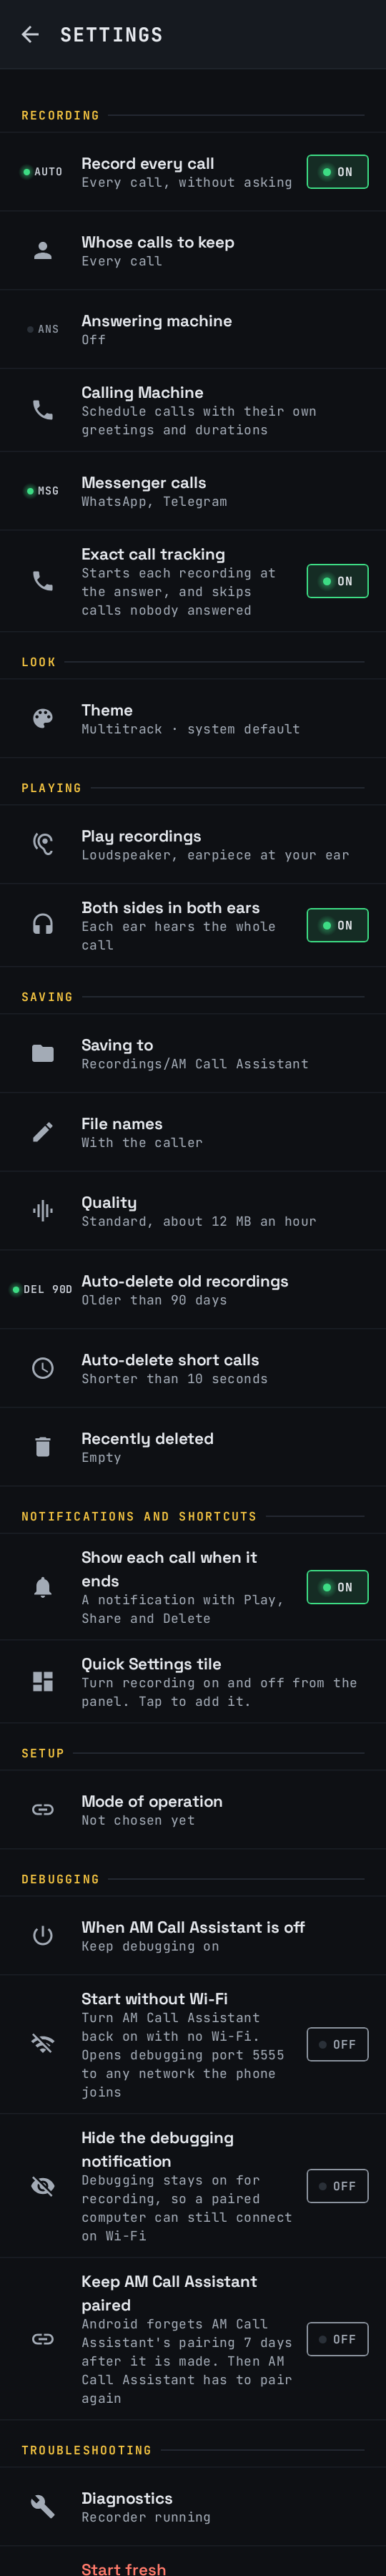 SETTINGS
RECORDING
AUTO
Record every call
Every call, without asking
ON
Whose calls to keep
Every call
ANS
Answering machine
Off
Calling Machine
Schedule calls with their own
greetings and durations
MSG
Messenger calls
WhatsApp, Telegram
Exact call tracking
Starts each recording at
the answer, and skips
calls nobody answered
ON
LOOK
Theme
Multitrack · system default
PLAYING
Play recordings
Loudspeaker, earpiece at your ear
Both sides in both ears
Each ear hears the whole
call
ON
SAVING
Saving to
Recordings/AM Call Assistant
File names
With the caller
Quality
Standard, about 12 MB an hour
DEL 90D
Auto-delete old recordings
Older than 90 days
Auto-delete short calls
Shorter than 10 seconds
Recently deleted
Empty
NOTIFICATIONS AND SHORTCUTS
Show each call when it
ends
A notification with Play,
Share and Delete
ON
Quick Settings tile
Turn recording on and off from the
panel. Tap to add it.
SETUP
Mode of operation
Not chosen yet
DEBUGGING
When AM Call Assistant is off
Keep debugging on
Start without Wi-Fi
Turn AM Call Assistant
back on with no Wi-Fi.
Opens debugging port 5555
to any network the phone
joins
OFF
Hide the debugging
notification
Debugging stays on for
recording, so a paired
computer can still connect
on Wi-Fi
OFF
Keep AM Call Assistant
paired
Android forgets AM Call
Assistant's pairing 7 days
after it is made. Then AM
Call Assistant has to pair
again
OFF
TROUBLESHOOTING
Diagnostics
Recorder running
Start fresh